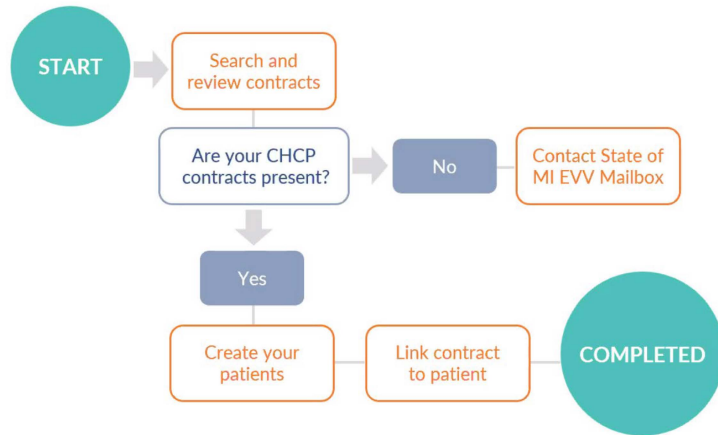 START
Search and
review contracts
Are your CHCP
contracts present?
No
Contact State of
MI EVV Mailbox
Yes
Create your
patients
Link contract
to patient
COMPLETED